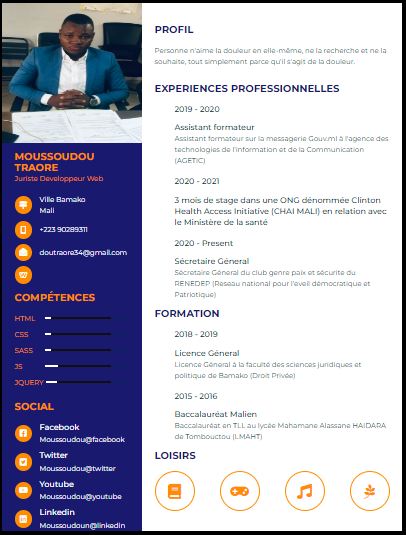 MOUSSOUDOU
TRAORE
Juriste Developpeur Web
Ville Bamako
Mali
+223 90289311
doutraore34@gmail.com
COMPÉTENCES
HTML
CSS
SASS
JS
JQUERY
SOCIAL
Facebook
Moussoudou@facebook
Twitter
Moussoudou@twitter
Youtube
Moussoudou@youtube
Linkedin
Moussoudoun@linkedin
PROFIL
Personne n'aime la douleur en elle-même, ne la recherche et ne la
souhaite, tout simplement parce qu'il s'agit de la douleur.
EXPERIENCES PROFESSIONNELLES
2019 - 2020
Assistant formateur
Assistant formateur sur la messagerie Gouv.ml à l'agence des
technologies de l'information et de la Communication
(AGETIC)
2020 - 2021
3 mois de stage dans une ONG dénommée Clinton
Health Access Initiative (CHAI MALI) en relation avec
le Ministère de la santé
2020 - Present
Sécretaire Géneral
Sécretaire Géneral du club genre paix et sécurite du
RENEDEP (Reseau national pour l'eveil démocratique et
Patriotique)
FORMATION
2018 - 2019
Licence Géneral
Licence Géneral à la faculté des sciences juridiques et
politique de Bamako (Droit Privée)
2015 - 2016
Baccalauréat Malien
Baccalauréat en TLL au lycée Mahamane Alassane HAIDARA
de Tombouctou (LMAHT)
LOISIRS